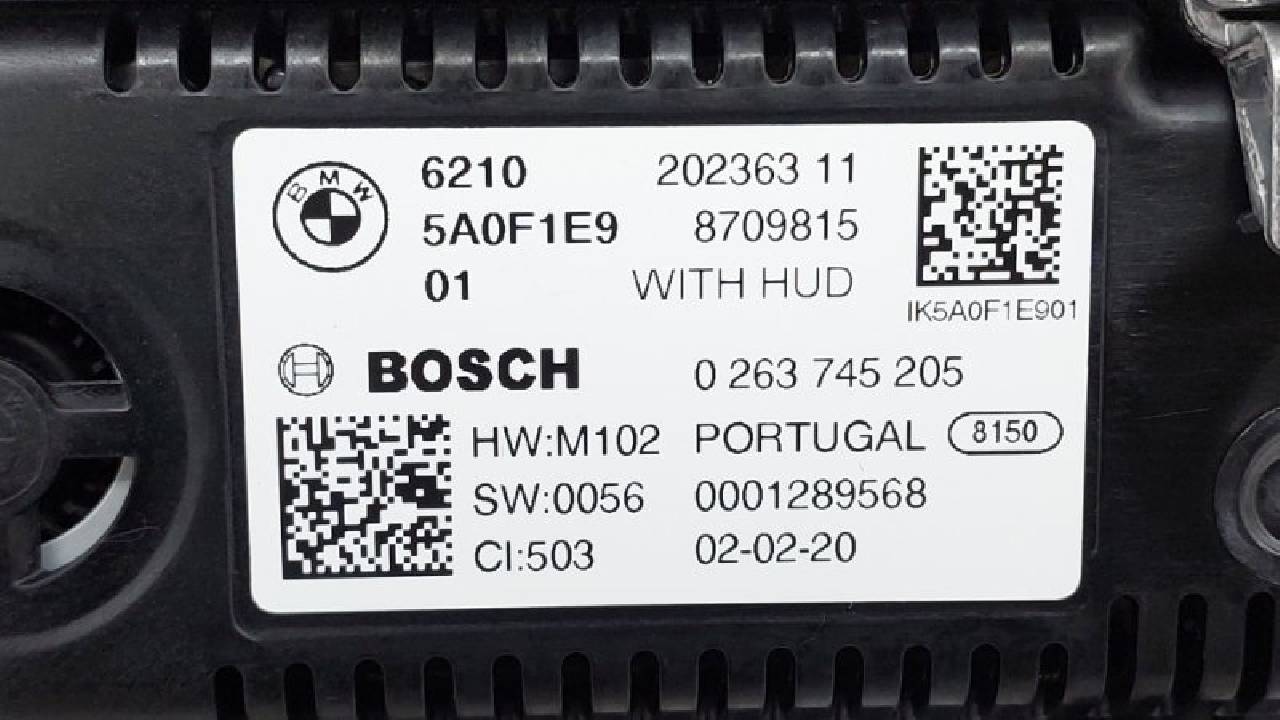 BMW
6210 202363 11
5A0F1E9 8709815
01 WITH HUD
IK5A0F1E901
BOSCH 0 263 745 205
HW:M102 PORTUGAL 8150
SW:0056 0001289568
CI:503 02-02-20